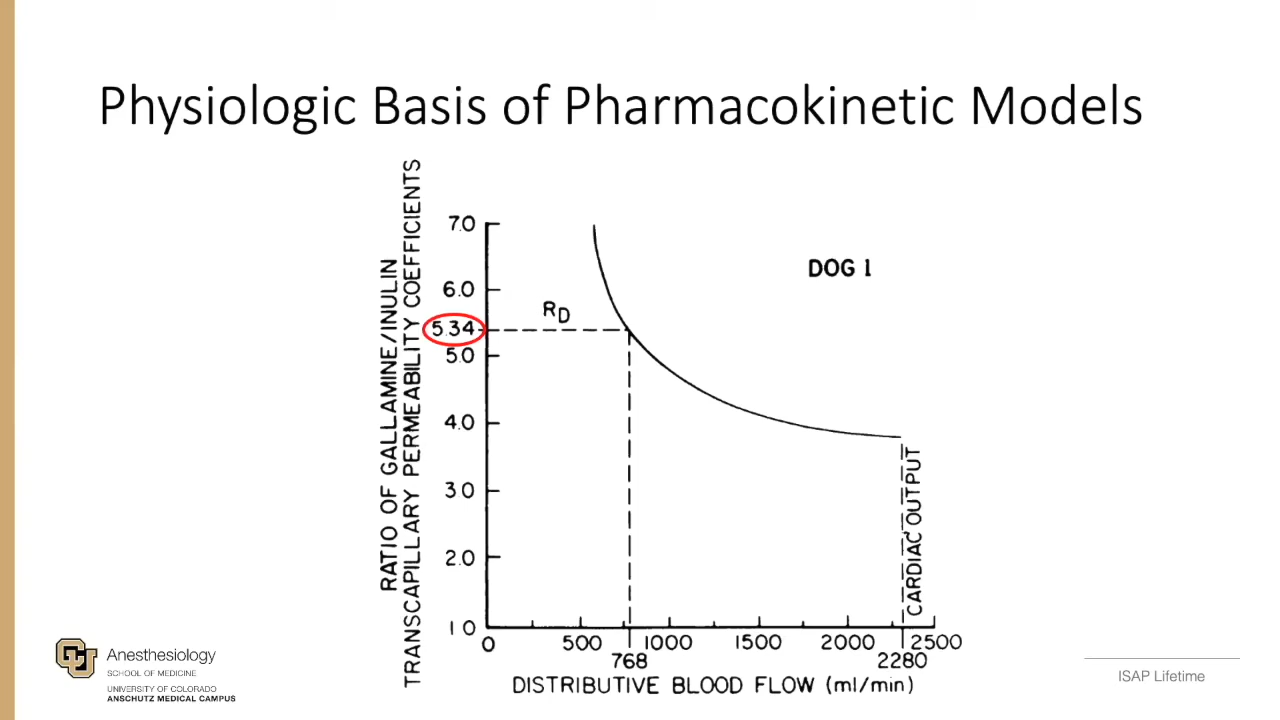 Physiologic Basis of Pharmacokinetic Models
RATIO OF GALLAMINE/INULIN
TRANSCAPILLARY PERMEABILITY COEFFICIENTS
7.0
6.0
5.34
5.0
4.0
3.0
2.0
1 0
RD
DOG 1
CARDIAC OUTPUT
0 500 1000 1500 2000 2500
768 2280
DISTRIBUTIVE BLOOD FLOW (ml/min)
CU
Anesthesiology
SCHOOL OF MEDICINE
UNIVERSITY OF COLORADO
ANSCHUTZ MEDICAL CAMPUS
ISAP Lifetime